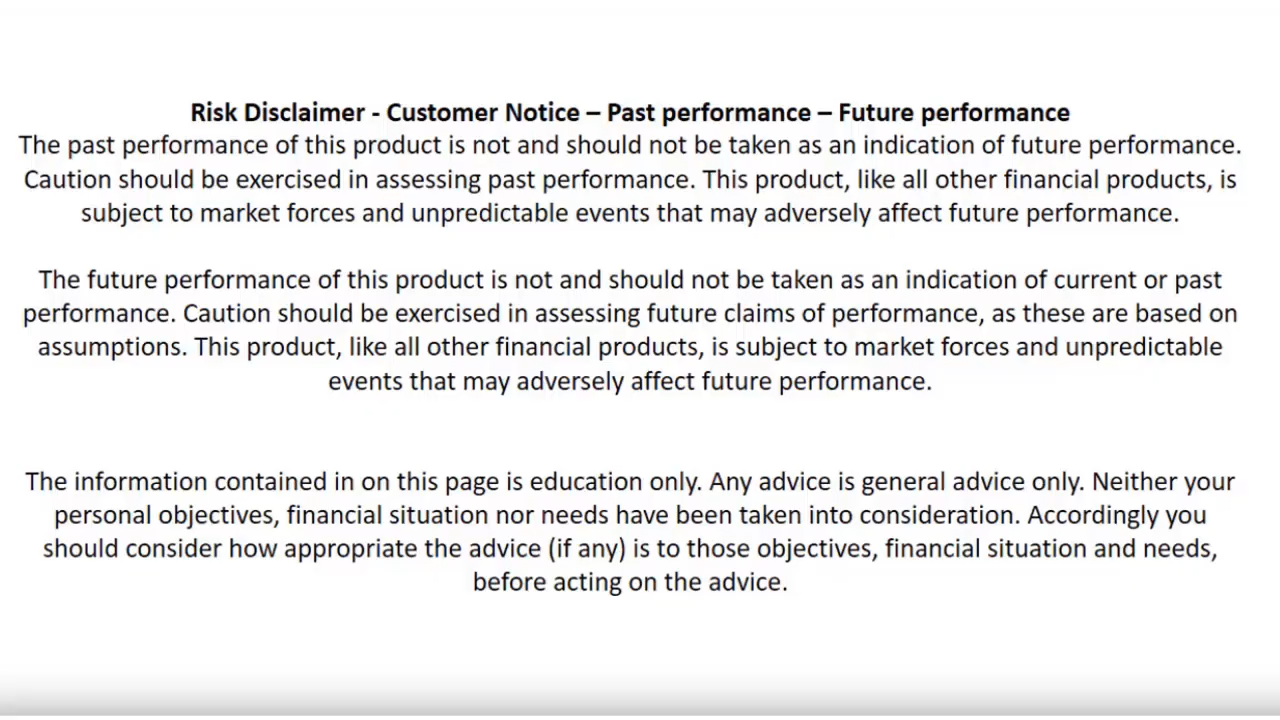 Risk Disclaimer - Customer Notice – Past performance – Future performance
The past performance of this product is not and should not be taken as an indication of future performance.
Caution should be exercised in assessing past performance. This product, like all other financial products, is
subject to market forces and unpredictable events that may adversely affect future performance.
The future performance of this product is not and should not be taken as an indication of current or past
performance. Caution should be exercised in assessing future claims of performance, as these are based on
assumptions. This product, like all other financial products, is subject to market forces and unpredictable
events that may adversely affect future performance.
The information contained in on this page is education only. Any advice is general advice only. Neither your
personal objectives, financial situation nor needs have been taken into consideration. Accordingly you
should consider how appropriate the advice (if any) is to those objectives, financial situation and needs,
before acting on the advice.